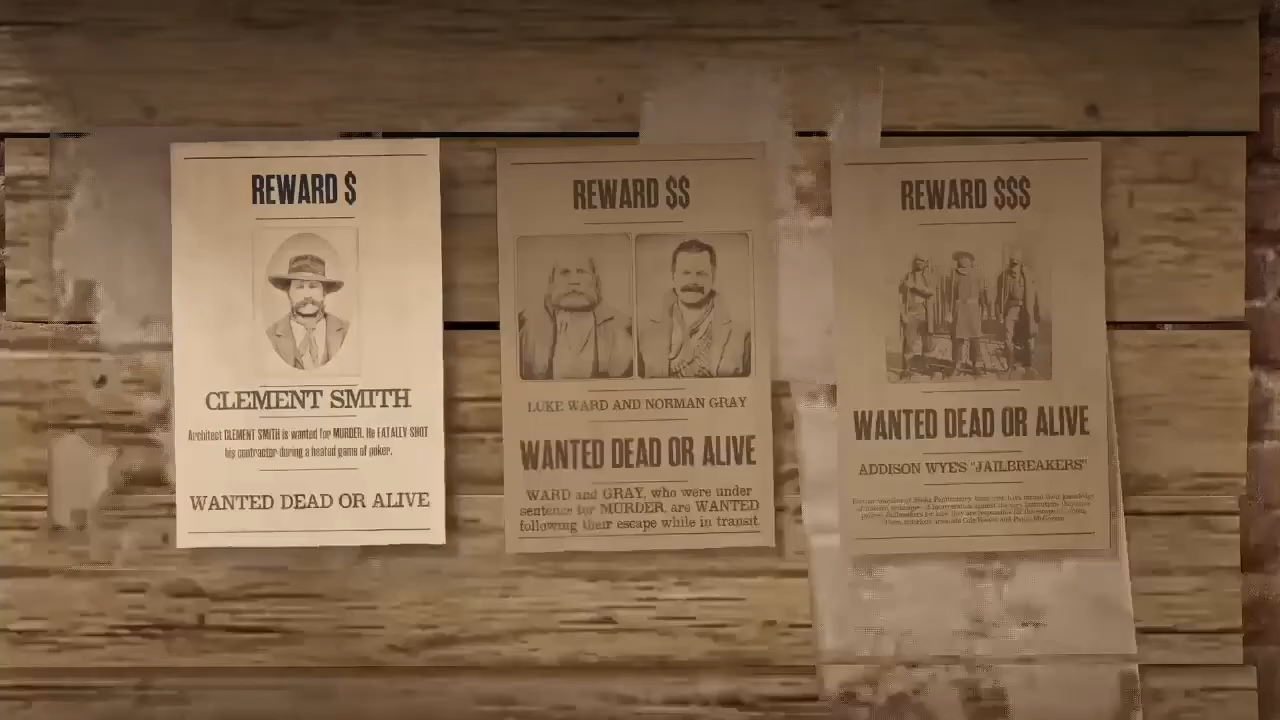 REWARD $
CLEMENT SMITH
Architect CLEMENT SMITH is wanted for MURDER. He FATALLY SHOT
his contractor during a heated game of poker.
WANTED DEAD OR ALIVE
REWARD $$
LUKE WARD AND NORMAN GRAY
WANTED DEAD OR ALIVE
WARD and GRAY, who were under
sentence for MURDER, are WANTED
following their escape while in transit.
REWARD $$$
WANTED DEAD OR ALIVE
ADDISON WYE'S "JAILBREAKERS"